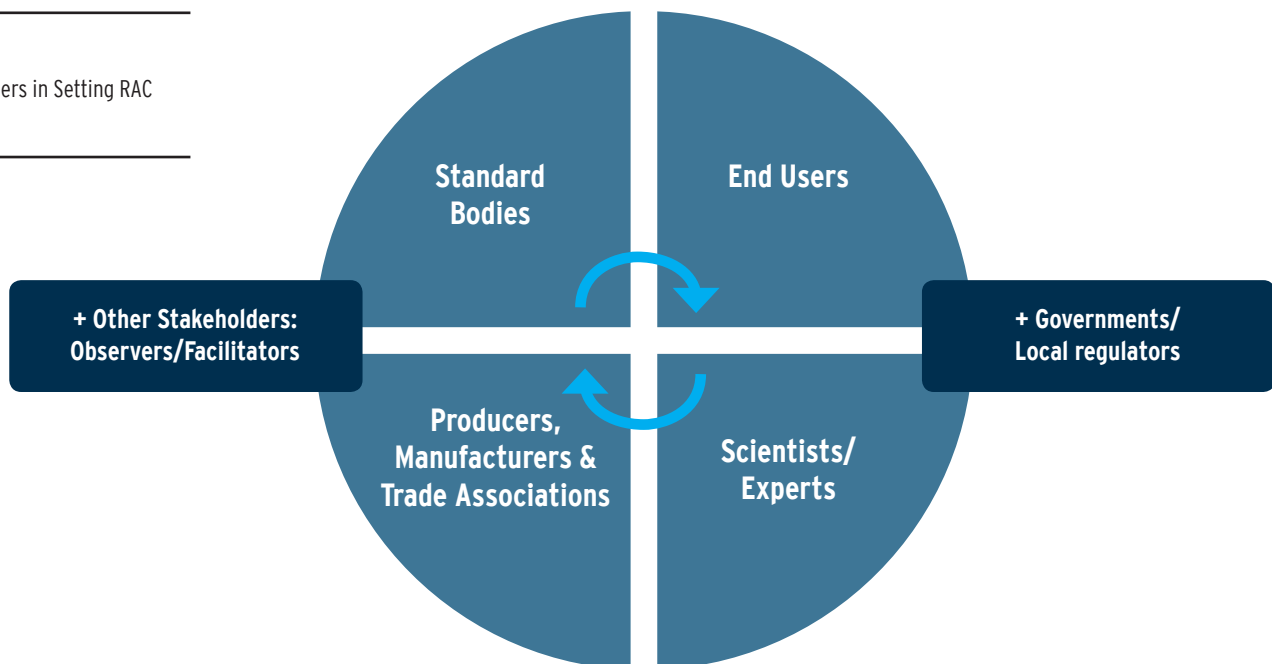 ers in Setting RAC
Standard
Bodies
End Users
+ Other Stakeholders:
Observers/Facilitators
+ Governments/
Local regulators
Producers,
Manufacturers &
Trade Associations
Scientists/
Experts